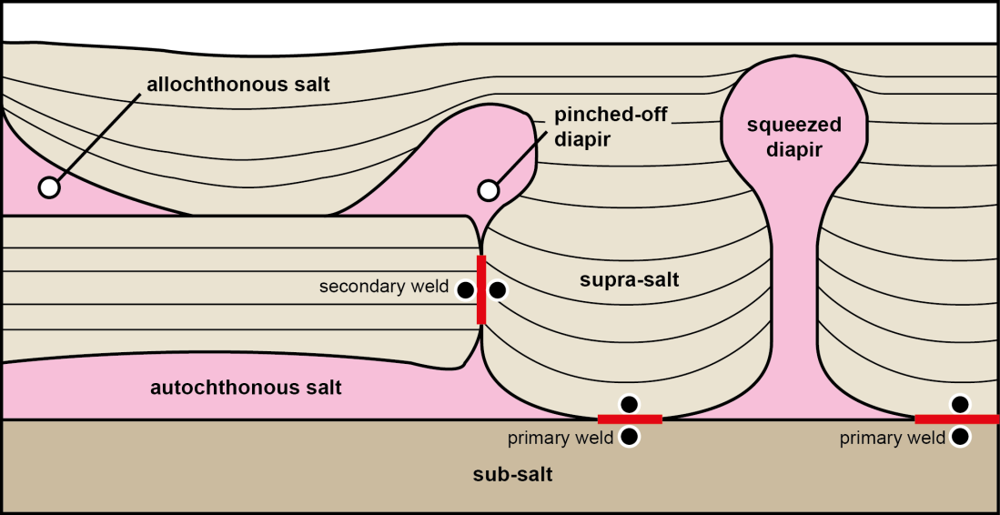 allochthonous salt
pinched-off
diapir
squeezed
diapir
secondary weld
supra-salt
autochthonous salt
primary weld
primary weld
sub-salt